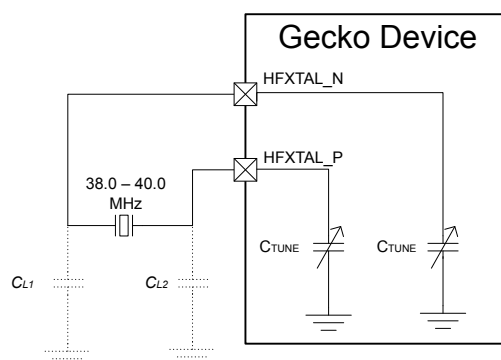 Gecko Device
HFXTAL_N
HFXTAL_P
38.0 – 40.0
MHz
CTUNE
CTUNE
CL1
CL2